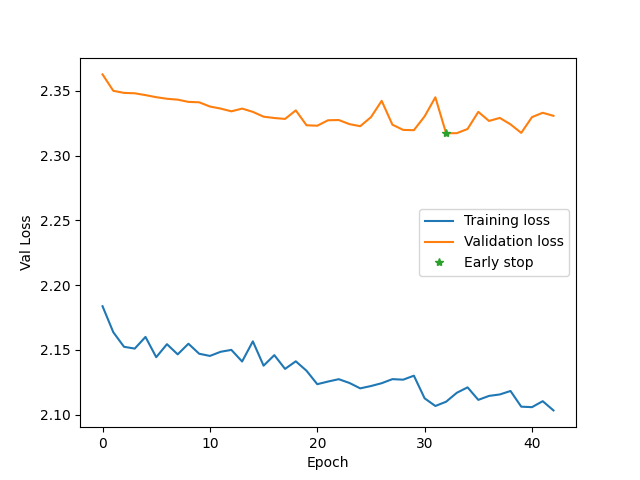 2.35
2.30
2.25
2.20
2.15
2.10
Val Loss
Training loss
Validation loss
Early stop
0
10
20
30
40
Epoch